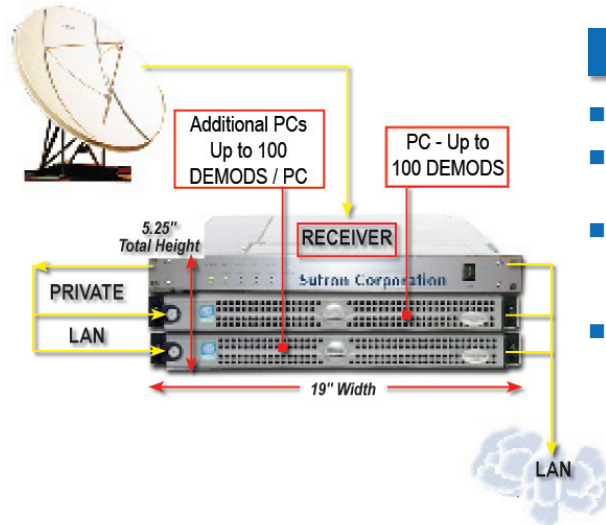 Additional PCs
Up to 100
DEMODS / PC
PC - Up to
100 DEMODS
5.25"
Total Height
RECEIVER
Sutron Corporation
PRIVATE
LAN
19" Width
LAN